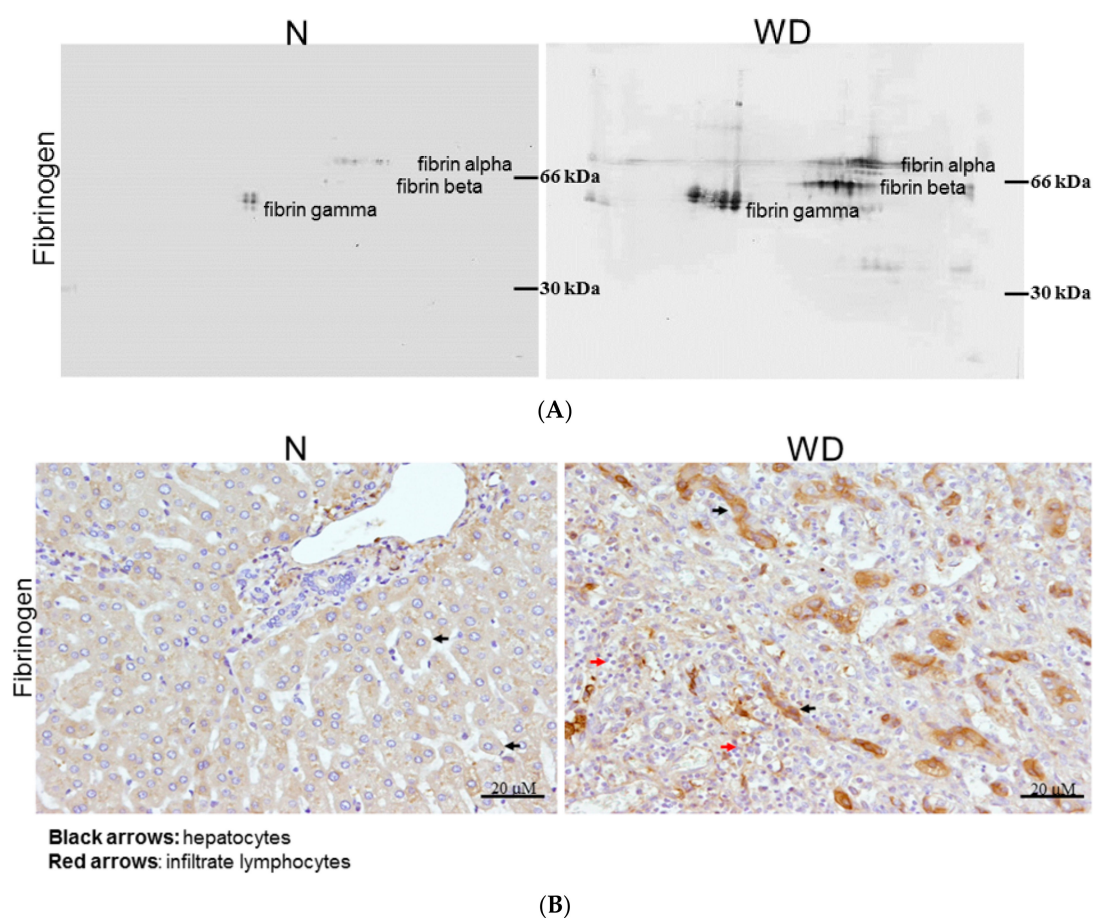 N WD
Fibrinogen
fibrin alpha
66 kDa
fibrin beta
fibrin gamma
30 kDa
fibrin alpha
66 kDa
fibrin beta
fibrin gamma
30 kDa
(A)
N WD
Fibrinogen
20 uM
20 uM
Black arrows: hepatocytes
Red arrows: infiltrate lymphocytes
(B)